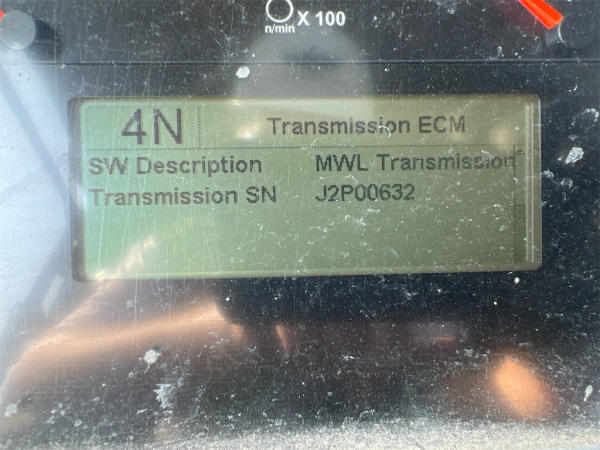 n/min X 100
4N Transmission ECM
SW Description MWL Transmission
Transmission SN J2P00632